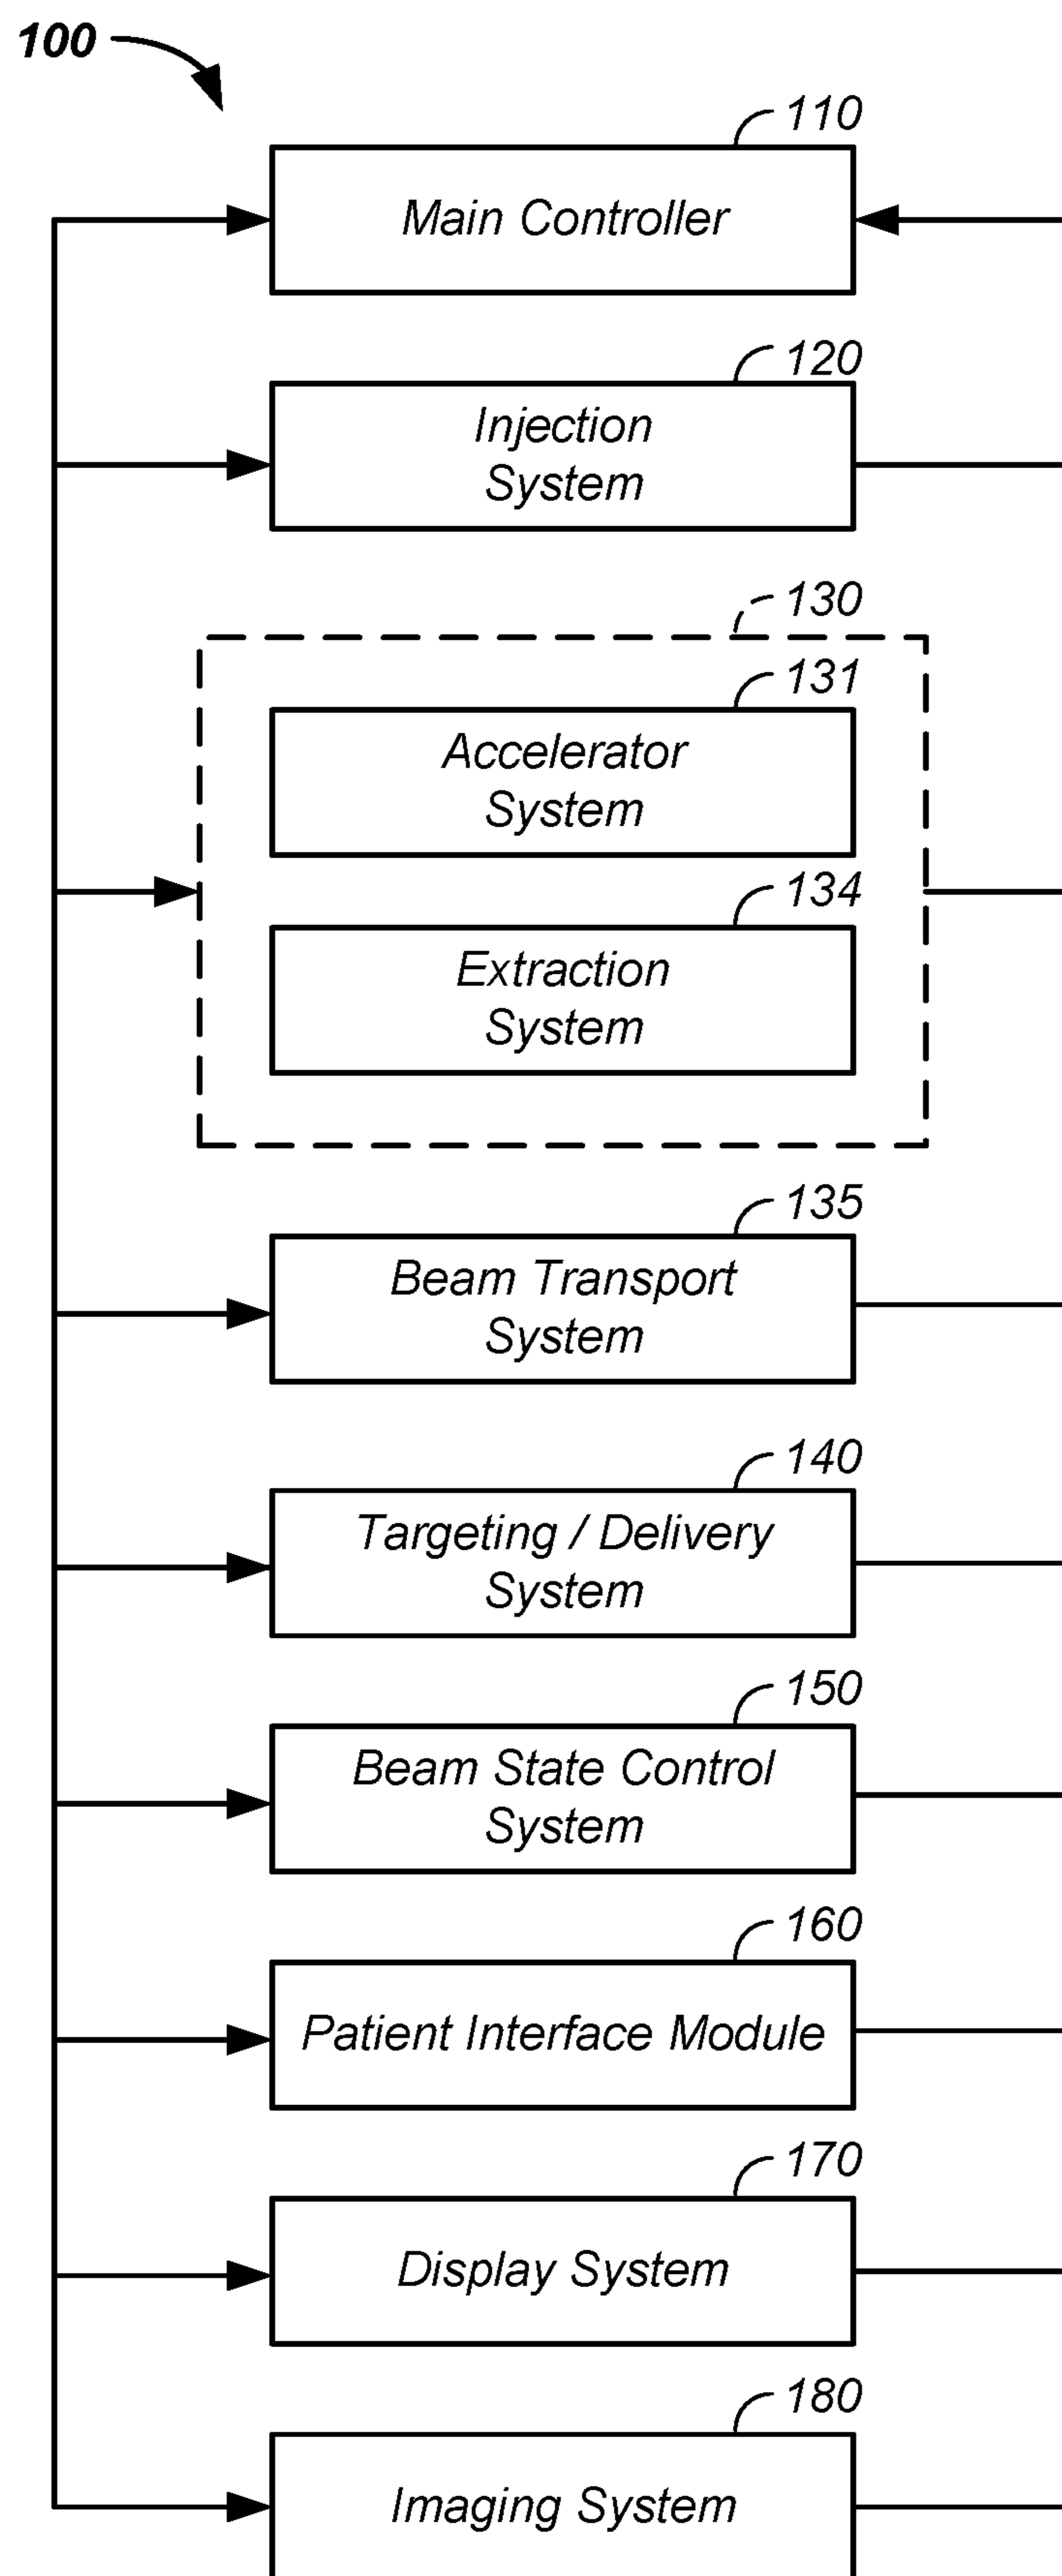 100
110
Main Controller
120
Injection
System
130
131
Accelerator
System
134
Extraction
System
135
Beam Transport
System
140
Targeting / Delivery
System
150
Beam State Control
System
160
Patient Interface Module
170
Display System
180
Imaging System